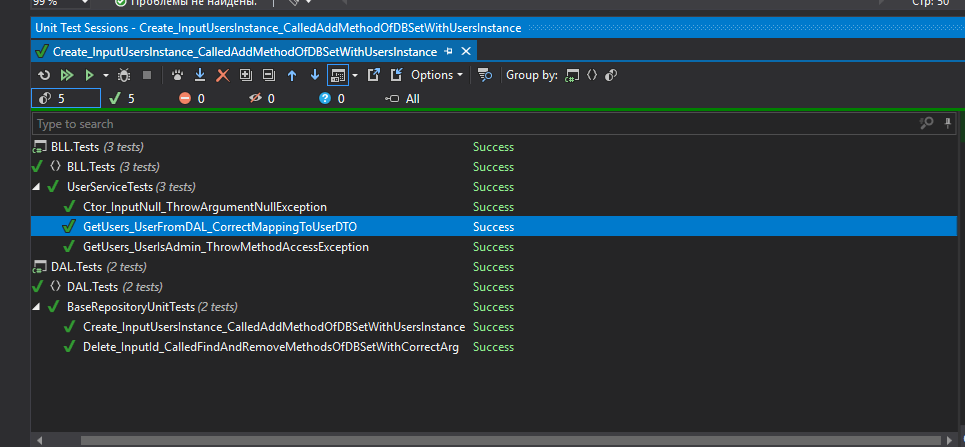 99 %
Проблемы не найдены.
Стр: 50
Unit Test Sessions - Create_InputUsersInstance_CalledAddMethodOfDBSetWithUsersInstance
Create_InputUsersInstance_CalledAddMethodOfDBSetWithUsersInstance
Options
Group by:
5 5 0 0 0 All
Type to search
BLL.Tests (3 tests) Success
BLL.Tests (3 tests) Success
UserServiceTests (3 tests) Success
Ctor_InputNull_ThrowArgumentNullException Success
GetUsers_UserFromDAL_CorrectMappingToUserDTO Success
GetUsers_UserIsAdmin_ThrowMethodAccessException Success
DAL.Tests (2 tests) Success
DAL.Tests (2 tests) Success
BaseRepositoryUnitTests (2 tests) Success
Create_InputUsersInstance_CalledAddMethodOfDBSetWithUsersInstance Success
Delete_InputId_CalledFindAndRemoveMethodsOfDBSetWithCorrectArg Success